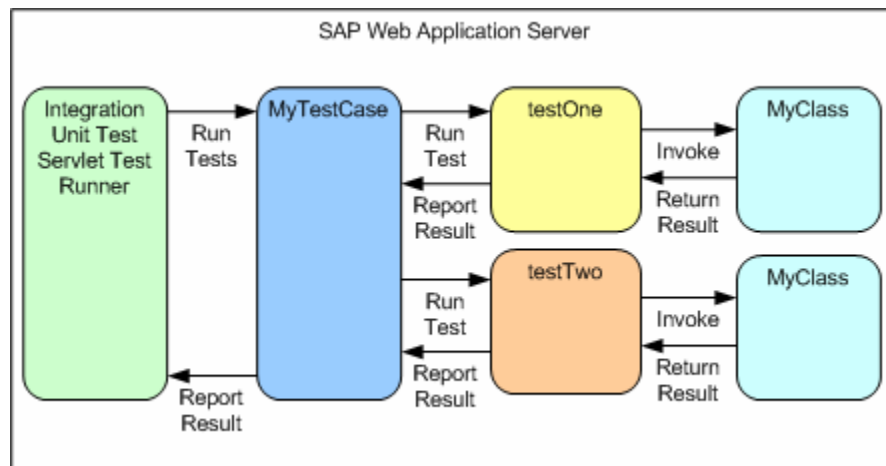 SAP Web Application Server
Integration
Unit Test
Servlet Test
Runner
Run
Tests
MyTestCase
Run
Test
testOne
Invoke
MyClass
Report
Result
Return
Result
Run
Test
testTwo
Invoke
MyClass
Report
Result
Return
Result
Report
Result